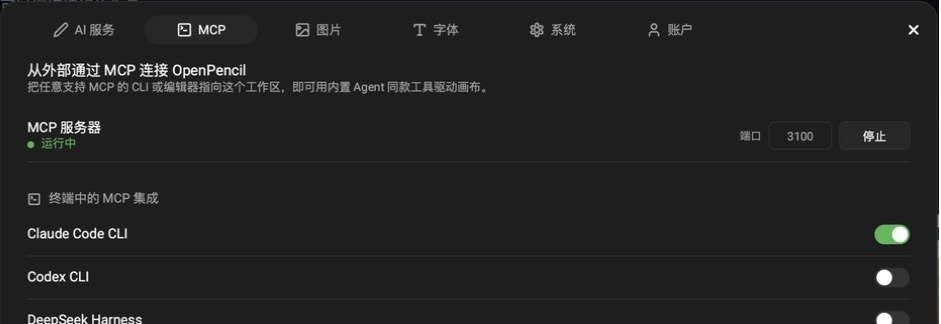 AI 服务
MCP
图片
字体
系统
账户
从外部通过 MCP 连接 OpenPencil
把任意支持 MCP 的 CLI 或编辑器指向这个工作区，即可用内置 Agent 同款工具驱动画布。
MCP 服务器
运行中
端口
3100
停止
终端中的 MCP 集成
Claude Code CLI
Codex CLI
DeepSeek Harness